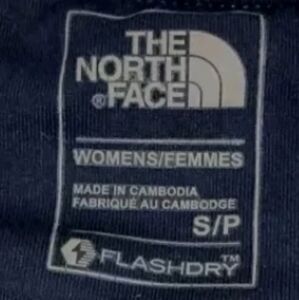 THE
NORTH
®FACE
WOMENS/FEMMES
MADE IN CAMBODIA
FABRIQUÉ AU CAMBODGE
S/P
FLASHDRY™